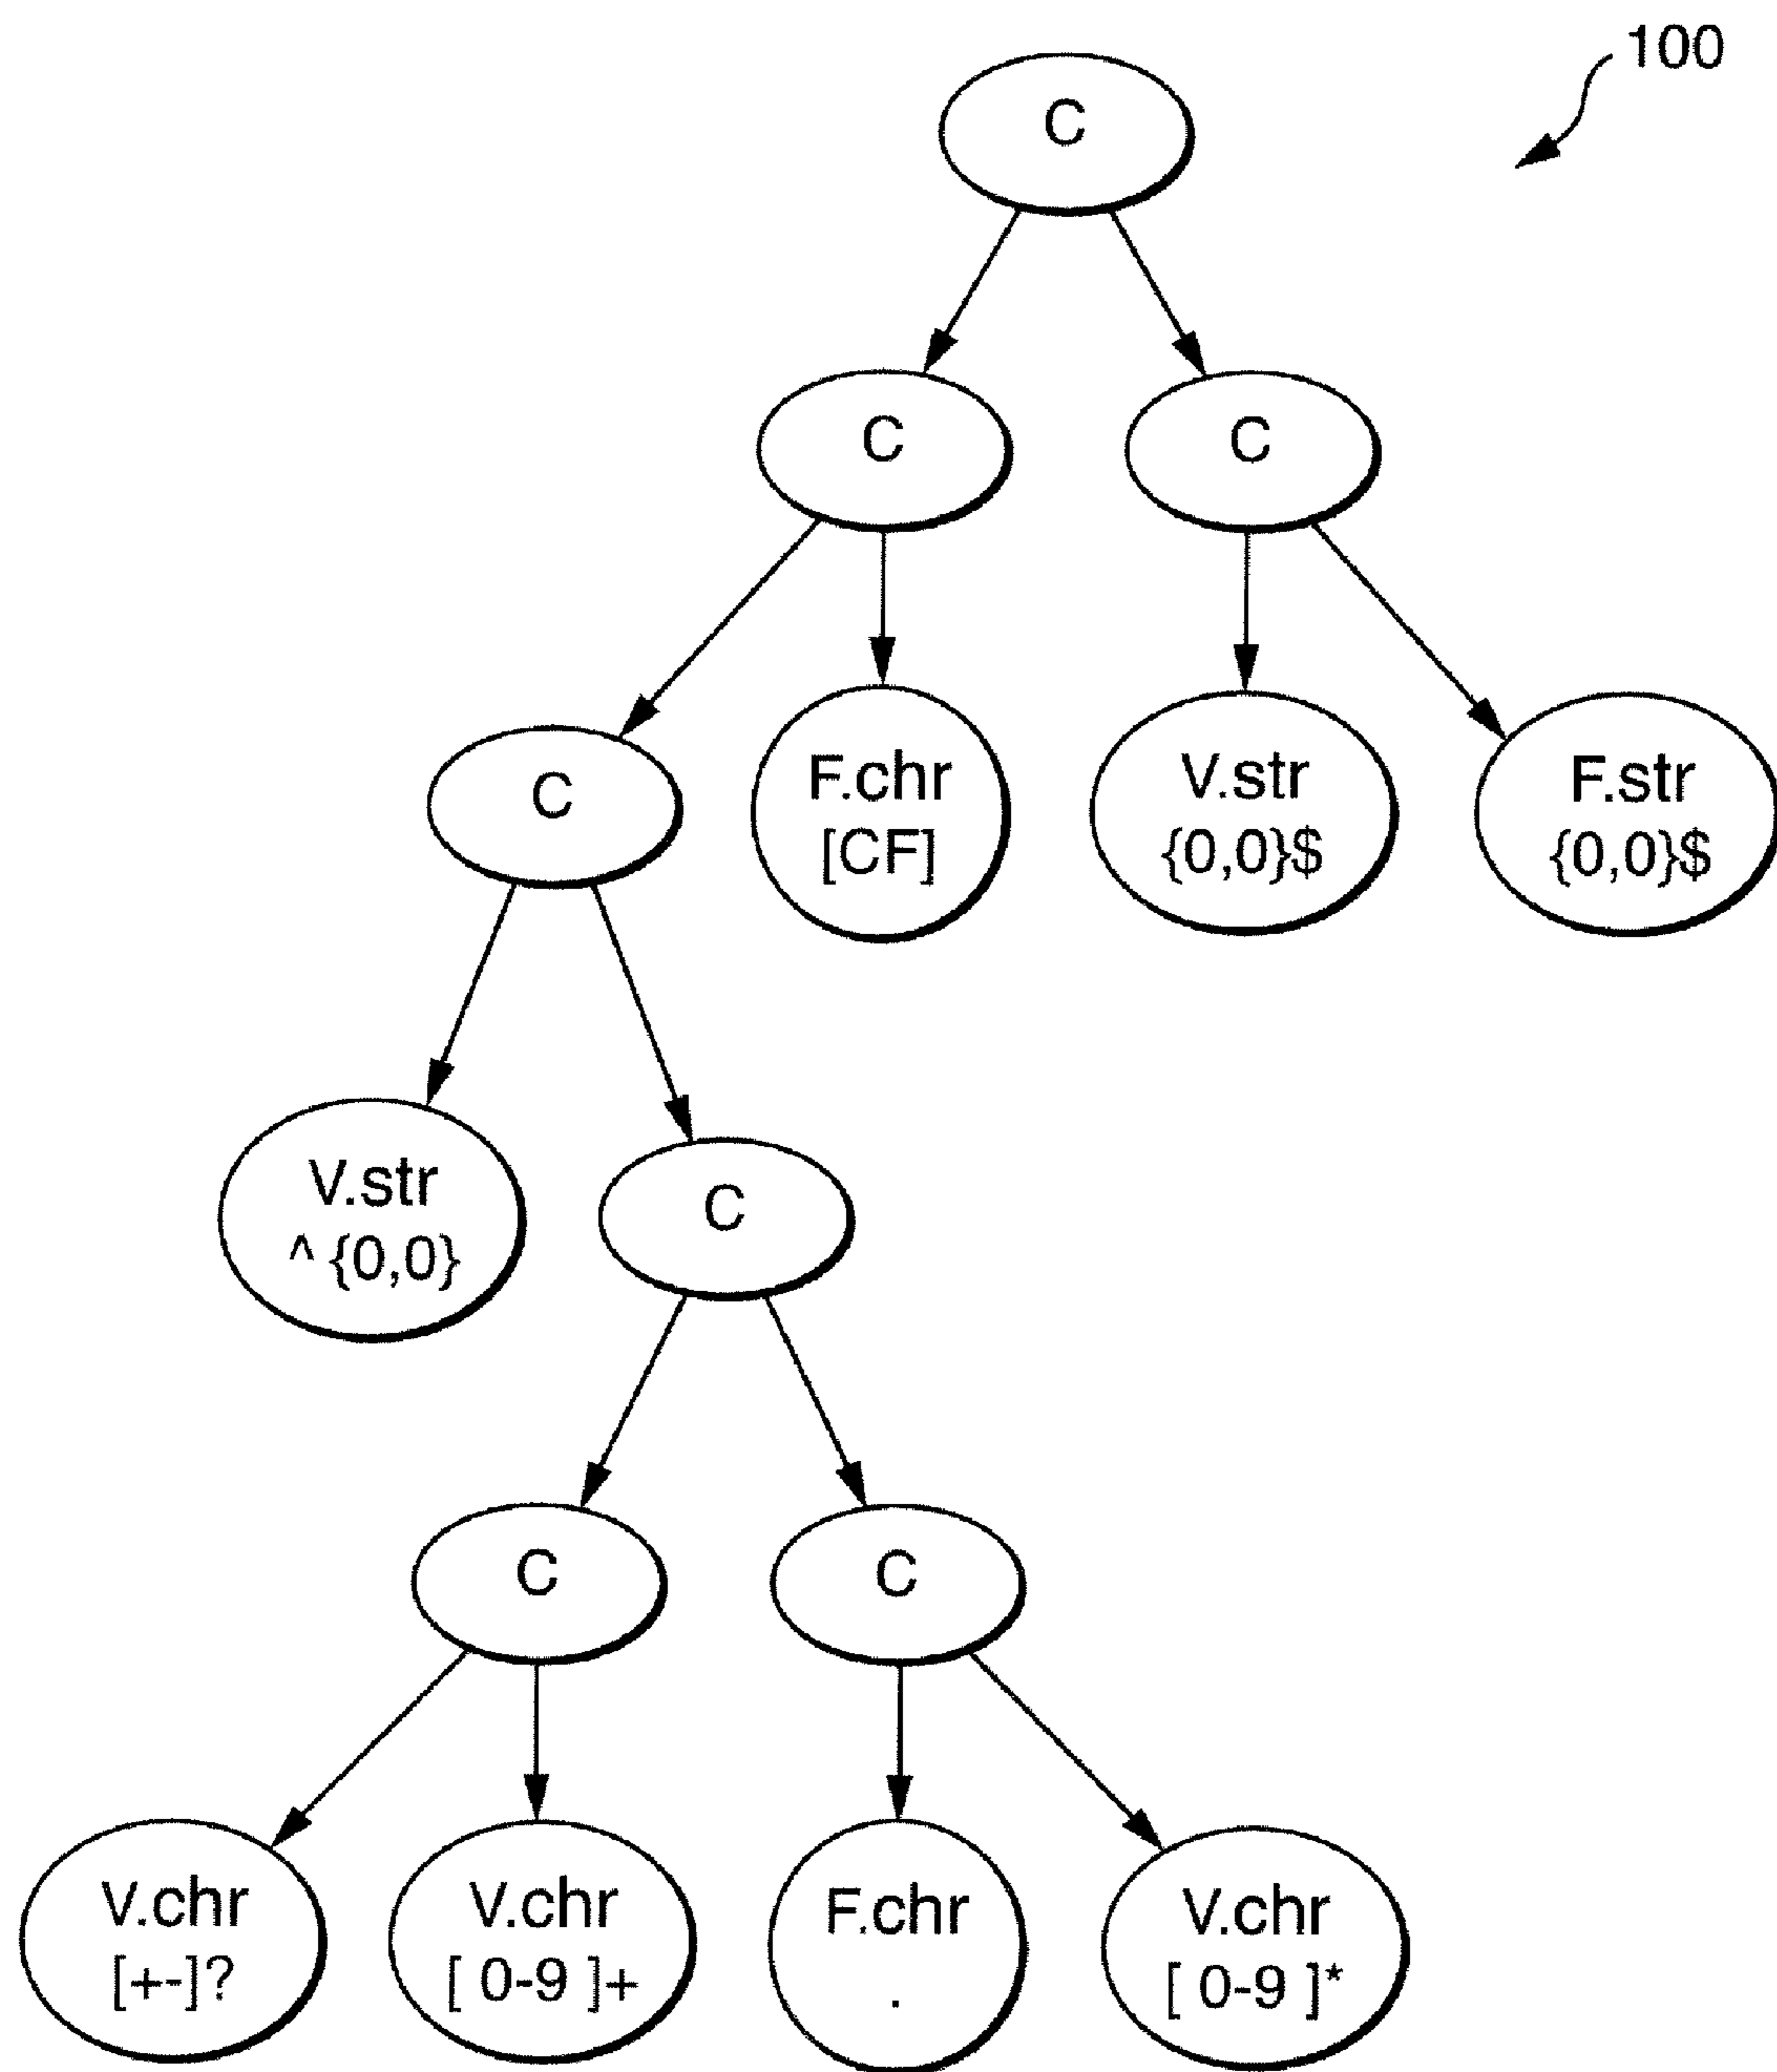 100
C
C
C
C
F.chr
[CF]
V.str
{0,0}$
F.str
{0,0}$
V.str
^ {0,0}
C
C
C
V.chr
[+-]?
V.chr
[ 0-9 ]+
F.chr
.
V.chr
[ 0-9 ]*